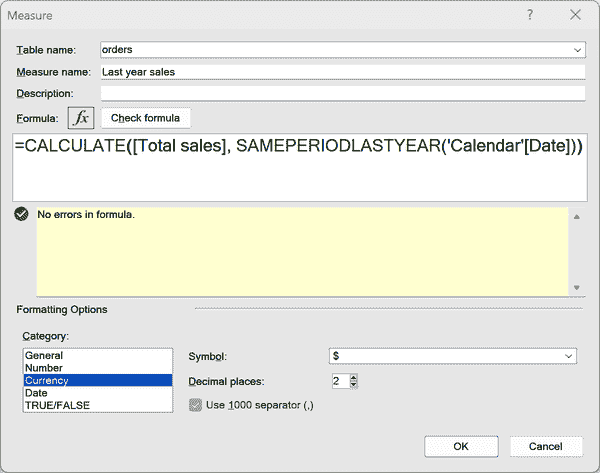 Measure ?
Table name: orders
Measure name: Last year sales
Description:
Formula: fx Check formula
=CALCULATE([Total sales], SAMEPERIODLASTYEAR('Calendar'[Date]))
No errors in formula.
Formatting Options
Category:
General
Number
Currency
Date
TRUE/FALSE
Symbol: $
Decimal places: 2
Use 1000 separator (,)
OK Cancel